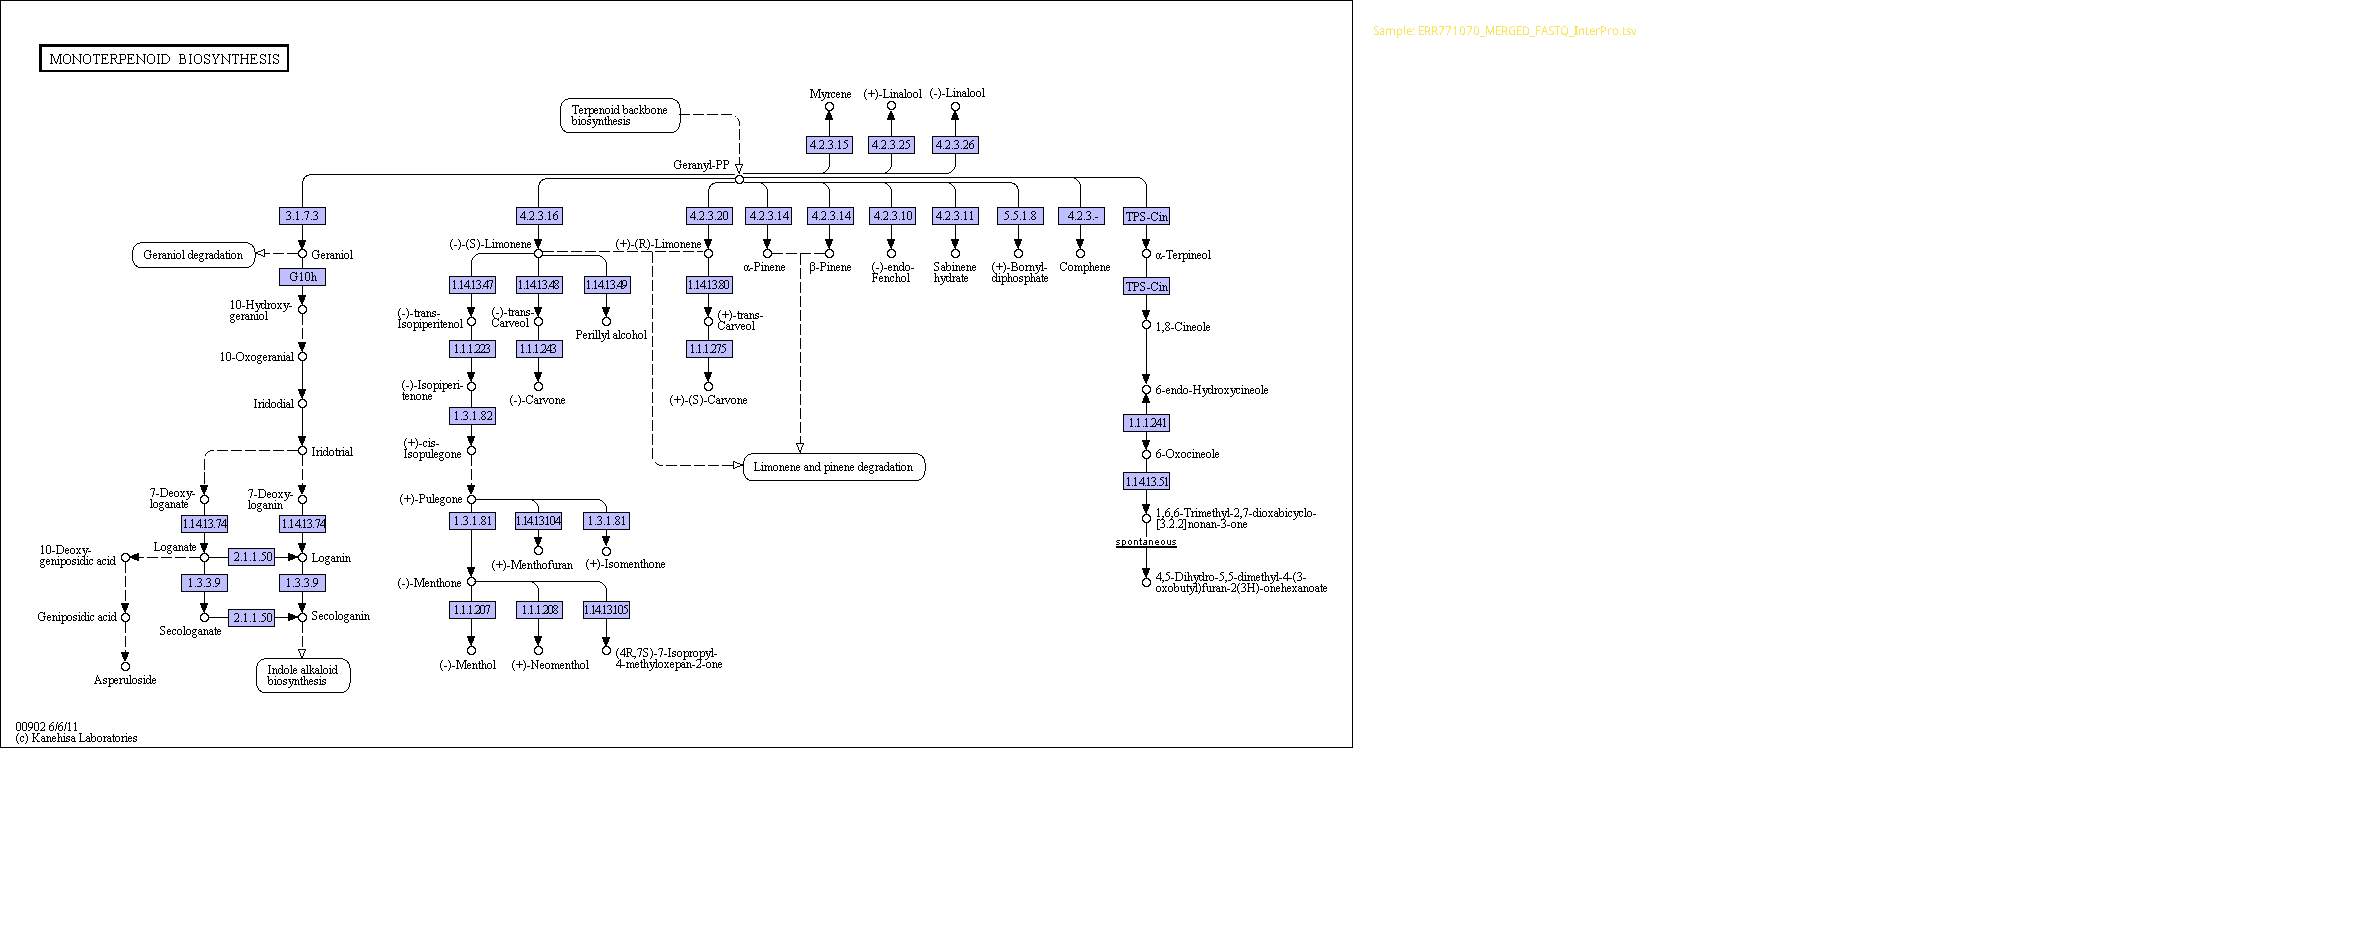 Sample: ERR771070_MERGED_FASTQ_InterPro.tsv
MONOTERPENOID BIOSYNTHESIS
Myrcene
(+)-Linalool
(-)-Linalool
Terpenoid backbone
biosynthesis
4.2.3.15
4.2.3.25
4.2.3.26
Geranyl-PP
3.1.7.3
4.2.3.16
4.2.3.20
4.2.3.14
4.2.3.14
4.2.3.10
4.2.3.11
5.5.1.8
4.2.3.-
TPS-Cin
Geraniol degradation
Geraniol
(-)-(S)-Limonene
(+)-(R)-Limonene
α-Pinene
β-Pinene
(-)-endo-
Fenchol
Sabinene
hydrate
(+)-Bornyl-
diphosphate
Comphene
α-Terpineol
G10h
1.14.13.47
1.14.13.48
1.14.13.49
1.14.13.80
TPS-Cin
10-Hydroxy-
geraniol
(-)-trans-
Isopiperitenol
(-)-trans-
Carveol
Perillyl alcohol
(+)-trans-
Carveol
1,8-Cineole
10-Oxogeranial
1.1.1.223
1.1.1.243
1.1.1.275
(-)-Isopiperi-
tenone
(-)-Carvone
(+)-(S)-Carvone
6-endo-Hydroxycineole
Iridodial
1.3.1.82
1.1.1.241
Iridotrial
(+)-cis-
Isopulegone
Limonene and pinene degradation
6-Oxocineole
1.14.13.51
7-Deoxy-
loganate
7-Deoxy-
loganin
(+)-Pulegone
1.14.13.74
1.14.13.74
1.3.1.81
1.14.13.104
1.3.1.81
1,6,6-Trimethyl-2,7-dioxabicyclo-
[3.2.2]nonan-3-one
spontaneous
10-Deoxy-
geniposidic acid
Loganate
2.1.1.50
Loganin
(+)-Menthofuran
(+)-Isomenthone
1.3.3.9
1.3.3.9
(-)-Menthone
4,5-Dihydro-5,5-dimethyl-4-(3-
oxobutyl)furan-2(3H)-onehexanoate
1.1.1.207
1.1.1.208
1.14.13.105
Geniposidic acid
2.1.1.50
Secologanin
Secologanate
(-)-Menthol
(+)-Neomenthol
(4R,7S)-7-Isopropyl-
4-methyloxepan-2-one
Asperuloside
Indole alkaloid
biosynthesis
00902 6/6/11
(c) Kanehisa Laboratories